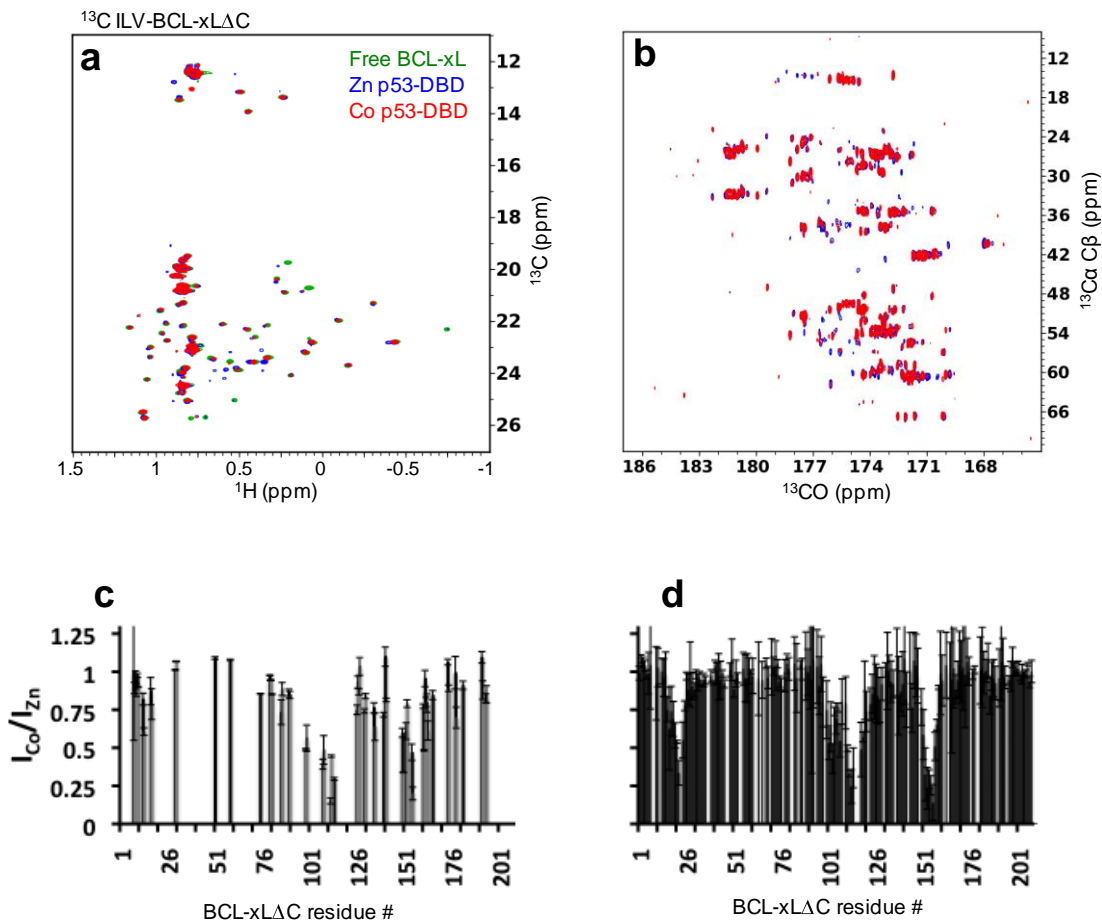 ¹³C ILV-BCL-xLΔC
a
Free BCL-xL
Zn p53-DBD
Co p53-DBD
12
14
16
18
20
22
24
26
¹³C (ppm)
1.5 1 0.5 0 -0.5 -1
¹H (ppm)
b
12
18
24
30
36
42
48
54
60
66
¹³Cα Cβ (ppm)
186 183 180 177 174 171 168
¹³CO (ppm)
c
1.25
1
0.75
0.5
0.25
0
I_Co/I_Zn
1 26 51 76 101 126 151 176 201
BCL-xLΔC residue #
d
1 26 51 76 101 126 151 176 201
BCL-xLΔC residue #